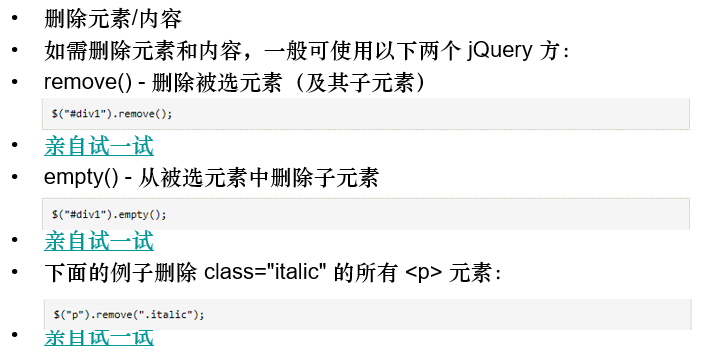 • 删除元素/内容
• 如需删除元素和内容，一般可使用以下两个 jQuery 方：
• remove() - 删除被选元素（及其子元素）
$("#div1").remove();
• 亲自试一试
• empty() - 从被选元素中删除子元素
$("#div1").empty();
• 亲自试一试
• 下面的例子删除 class="italic" 的所有 <p> 元素：
$("p").remove(".italic");
• 亲自试一试